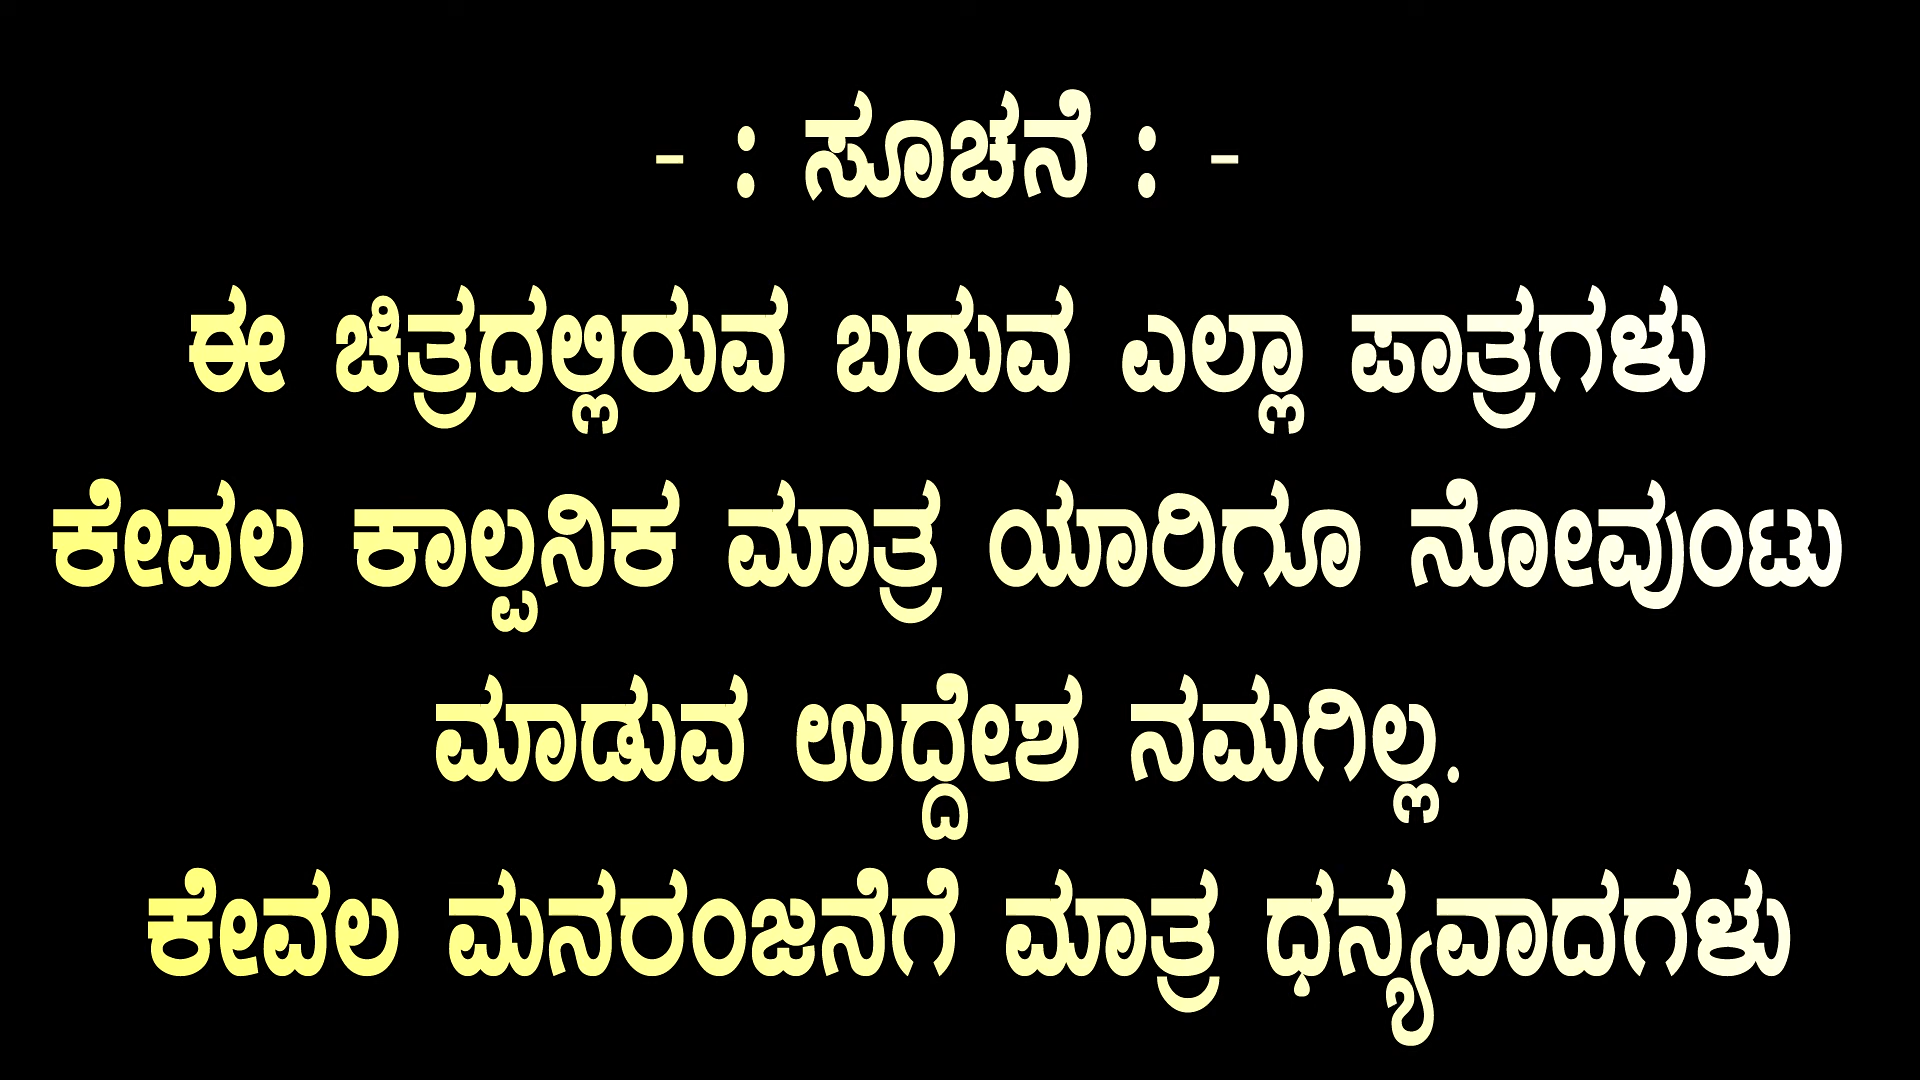 - : ಸೂಚನೆ : -
ಈ ಚಿತ್ರದಲ್ಲಿರುವ ಬರುವ ಎಲ್ಲಾ ಪಾತ್ರಗಳು
ಕೇವಲ ಕಾಲ್ಪನಿಕ ಮಾತ್ರ ಯಾರಿಗೂ ನೋವುಂಟು
ಮಾಡುವ ಉದ್ದೇಶ ನಮಗಿಲ್ಲ.
ಕೇವಲ ಮನರಂಜನೆಗೆ ಮಾತ್ರ ಧನ್ಯವಾದಗಳು